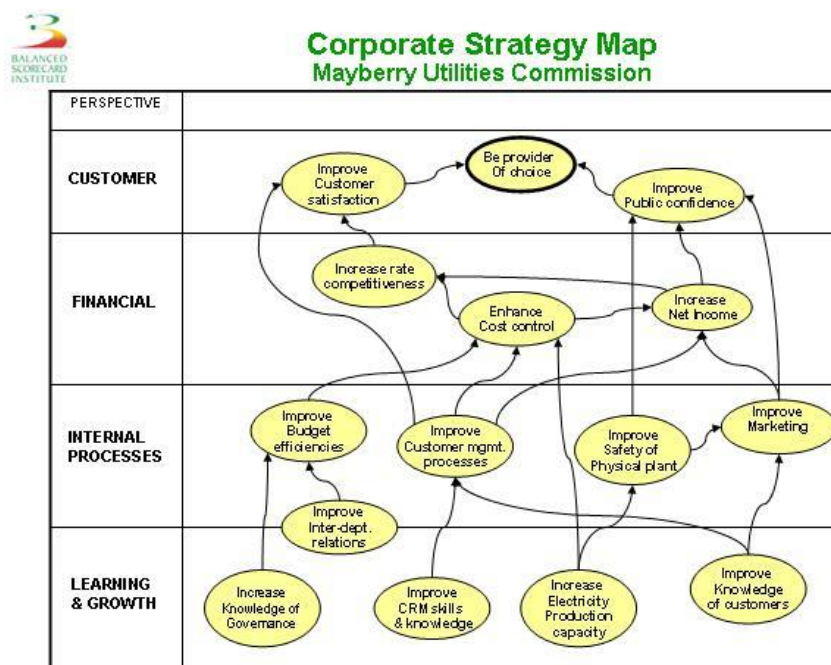 BALANCED
SCORECARD
INSTITUTE
Corporate Strategy Map
Mayberry Utilities Commission
PERSPECTIVE
CUSTOMER
Improve
Customer
satisfaction
Be provider
Of choice
Improve
Public confidence
FINANCIAL
Increase rate
competitiveness
Enhance
Cost control
Increase
Net Income
INTERNAL
PROCESSES
Improve
Budget
efficiencies
Improve
Customer mgmt.
processes
Improve
Safety of
Physical plant
Improve
Marketing
Improve
Inter-dept.
relations
LEARNING
& GROWTH
Increase
Knowledge of
Governance
Improve
CRM skills
& knowledge
Increase
Electricity
Production
capacity
Improve
Knowledge
of customers